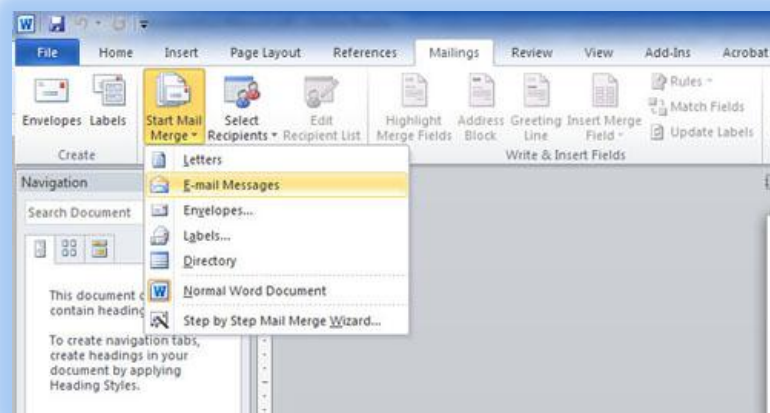 File Home Insert Page Layout References Mailings Review View Add-Ins Acrobat
Envelopes Labels Start Mail Merge Select Recipients Edit Recipient List Highlight Merge Fields Address Block Greeting Line Insert Merge Field
Rules
Match Fields
Update Labels
Create Write & Insert Fields
Letters
E-mail Messages
Envelopes...
Labels...
Directory
Normal Word Document
Step by Step Mail Merge Wizard...
Navigation
Search Document
This document
contain
To create navigation tabs,
create headings in your
document by applying
Heading Styles.